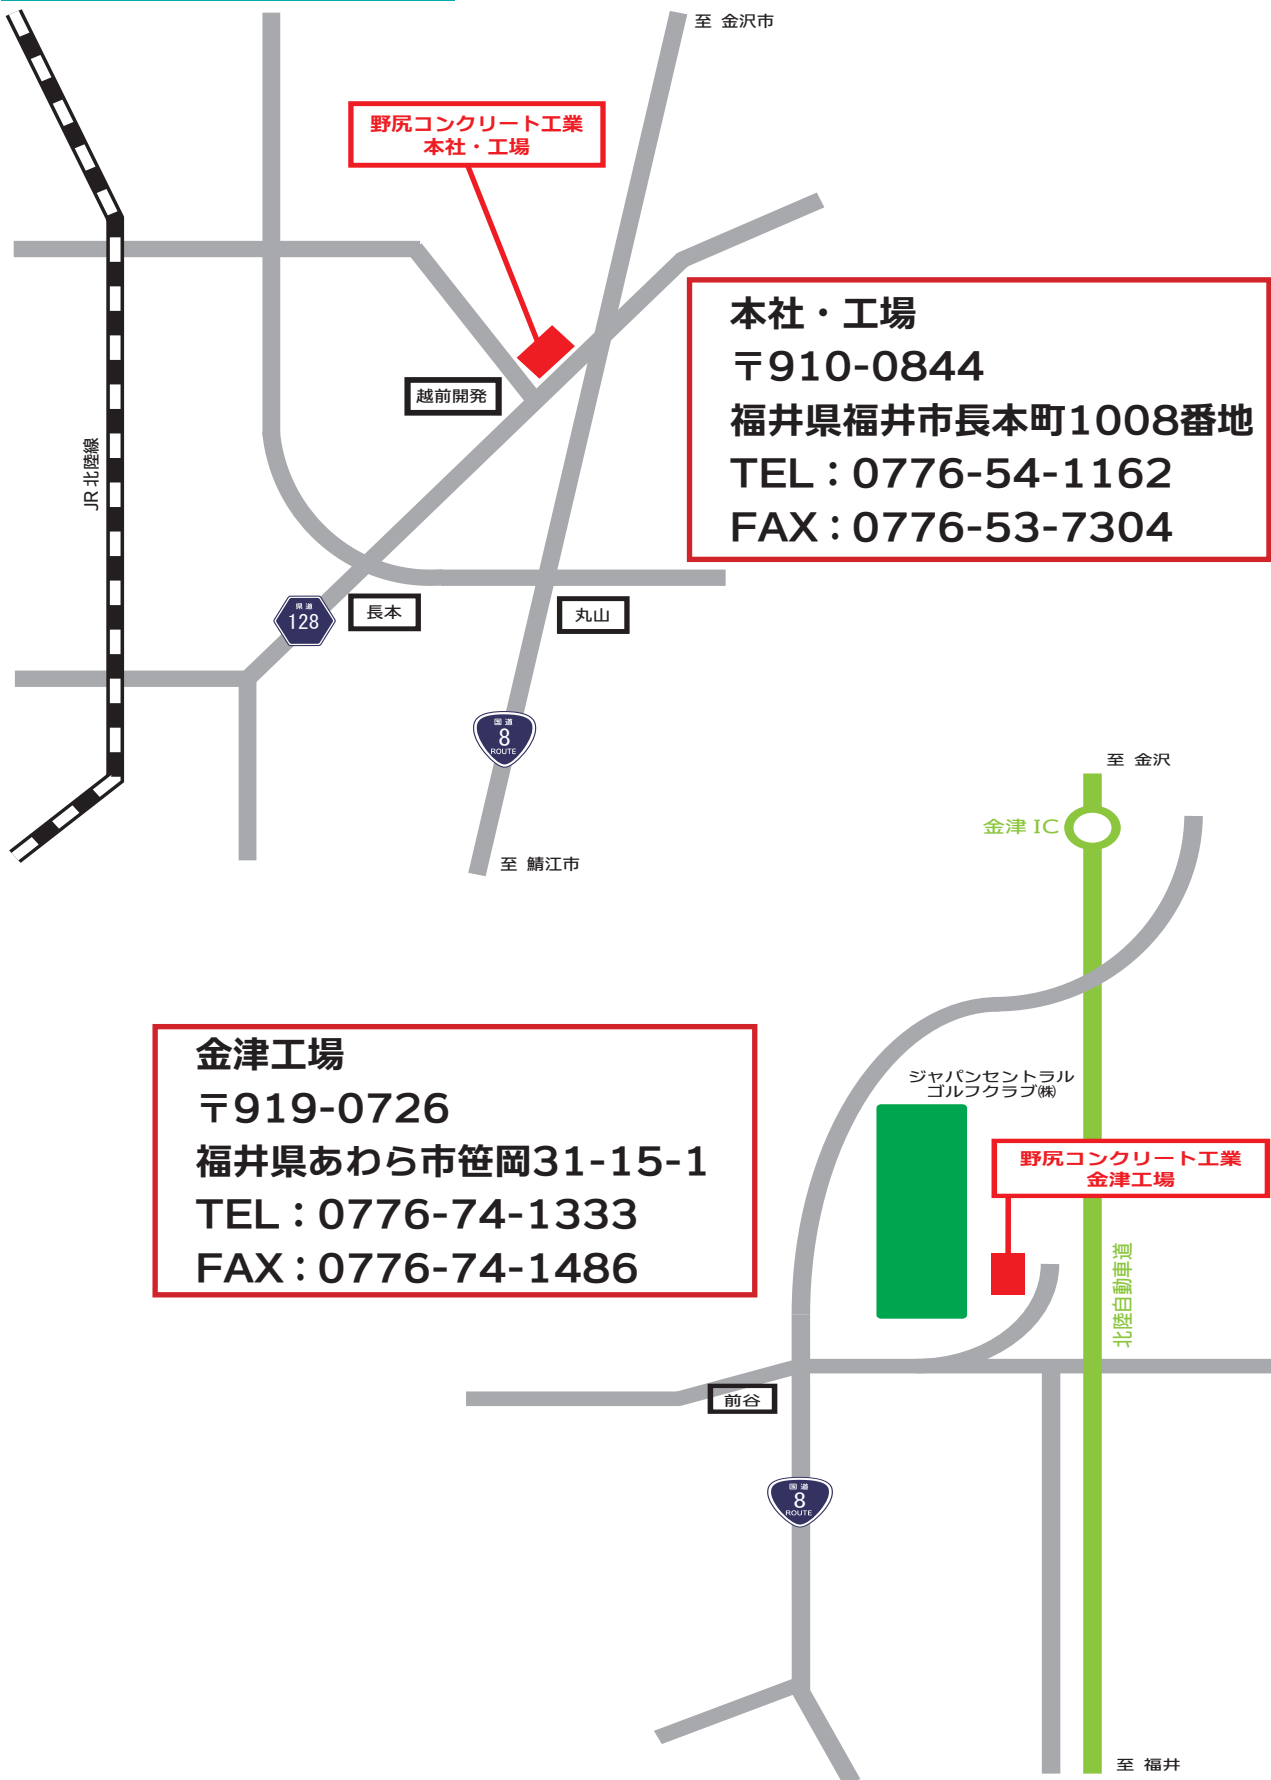 至 金沢市
野尻コンクリート工業
本社・工場
本社・工場
〒910-0844
福井県福井市長本町1008番地
TEL：0776-54-1162
FAX：0776-53-7304
越前開発
JR 北陸線
県道
128
長本
丸山
国道
8
ROUTE
至 鯖江市
至 金沢
金津 IC
金津工場
〒919-0726
福井県あわら市笹岡31-15-1
TEL：0776-74-1333
FAX：0776-74-1486
ジャパンセントラル
ゴルフクラブ㈱
野尻コンクリート工業
金津工場
北陸自動車道
前谷
国道
8
ROUTE
至 福井